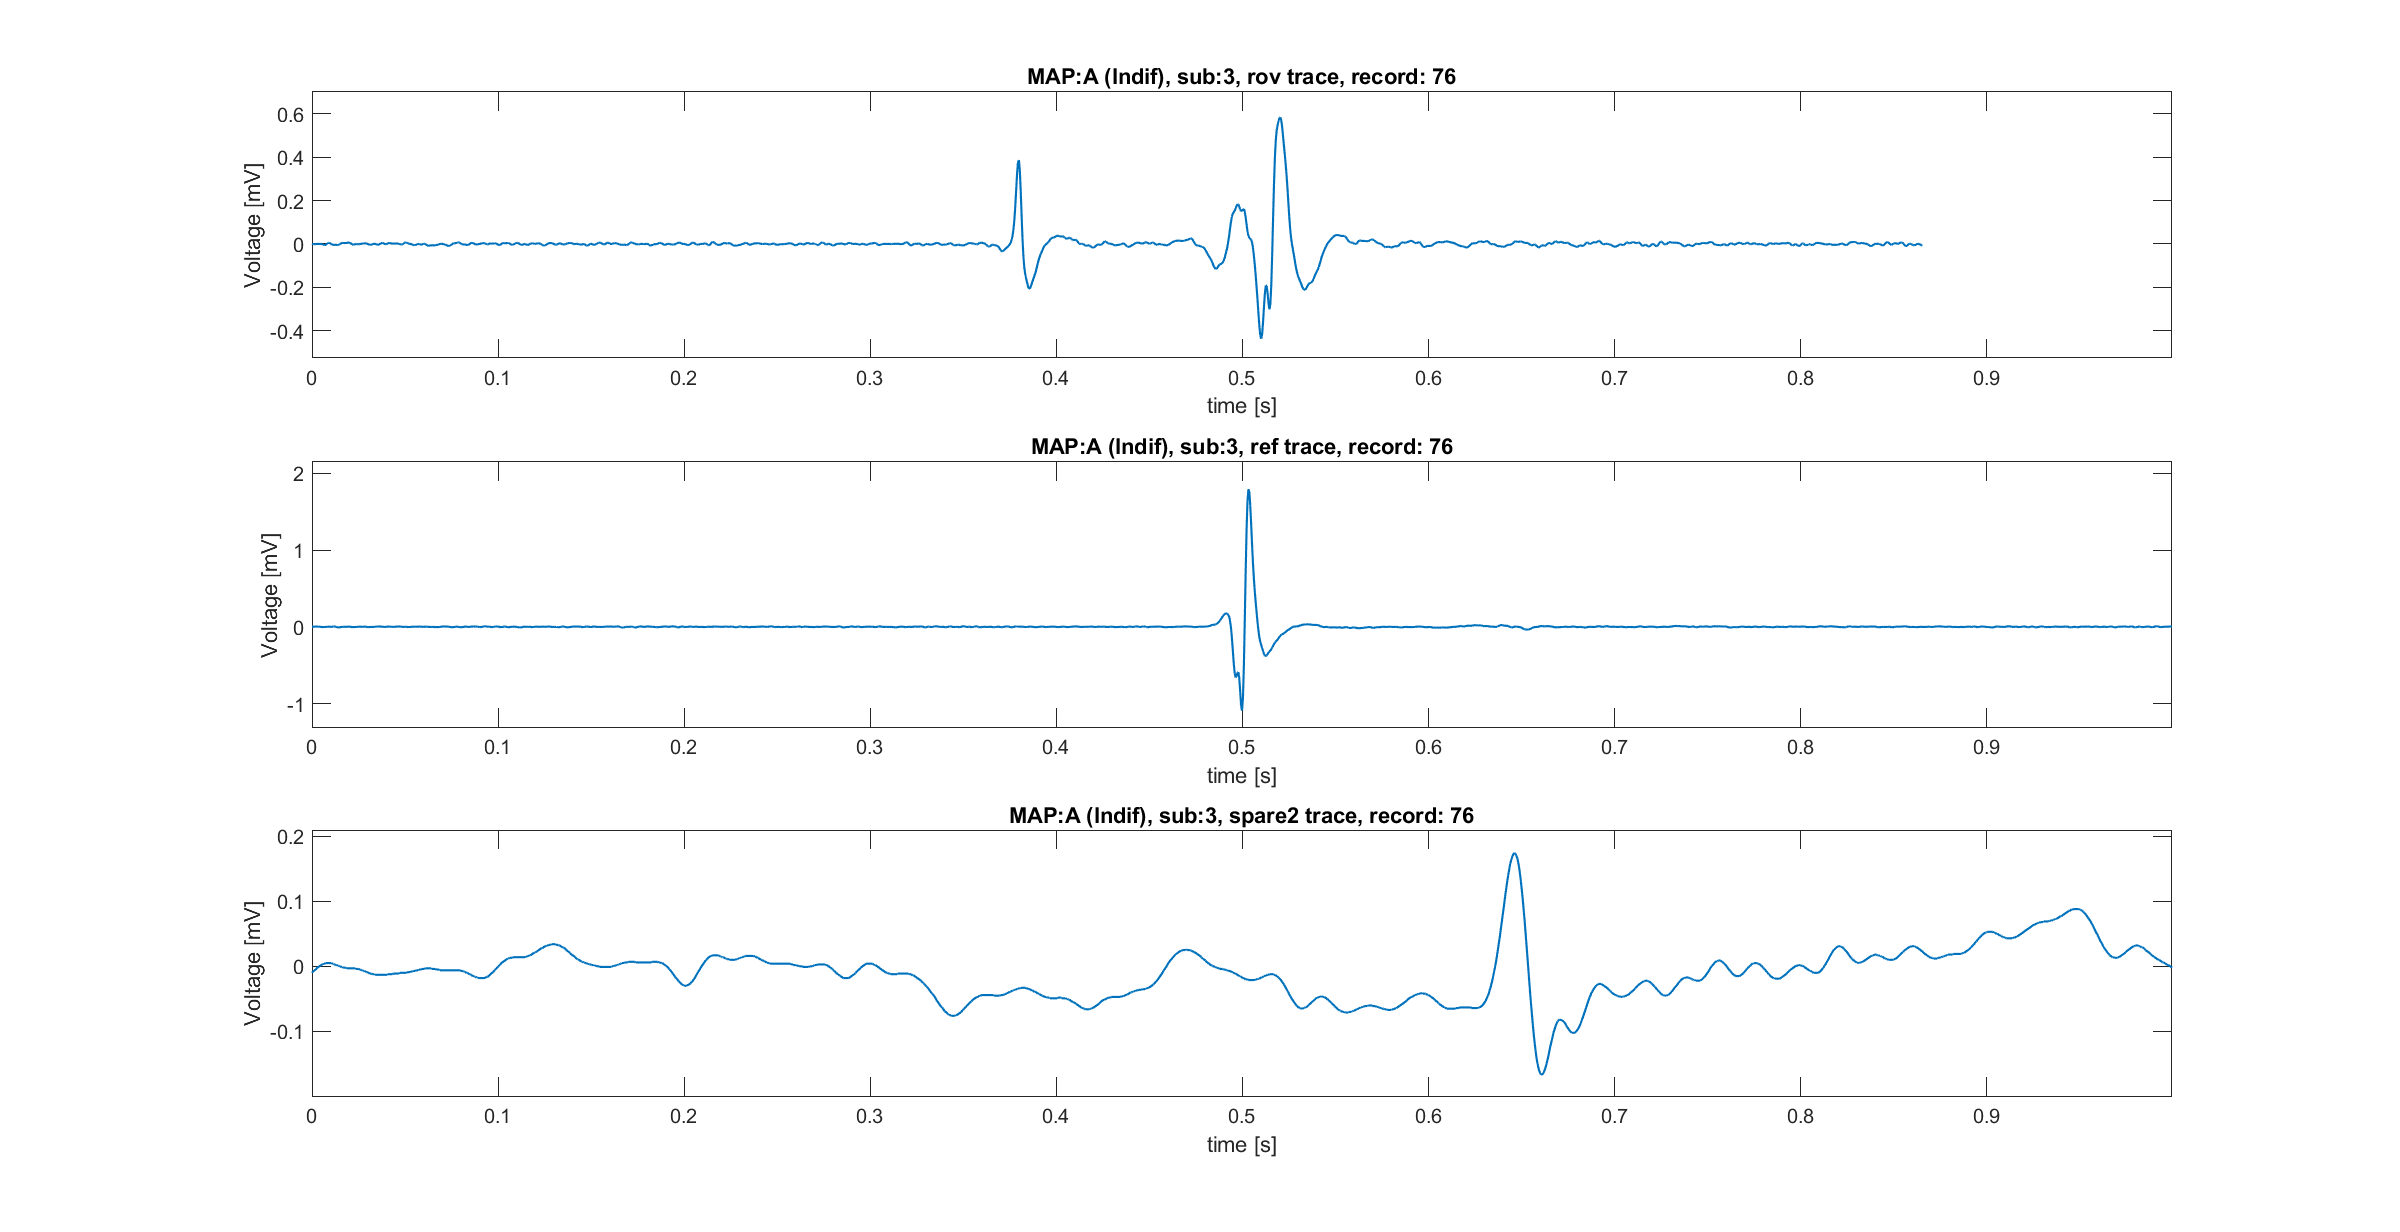 MAP:A (Indif), sub:3, rov trace, record: 76
0.6
0.4
0.2
0
-0.2
-0.4
Voltage [mV]
0 0.1 0.2 0.3 0.4 0.5 0.6 0.7 0.8 0.9
time [s]
MAP:A (Indif), sub:3, ref trace, record: 76
2
1
0
-1
Voltage [mV]
0 0.1 0.2 0.3 0.4 0.5 0.6 0.7 0.8 0.9
time [s]
MAP:A (Indif), sub:3, spare2 trace, record: 76
0.2
0.1
0
-0.1
Voltage [mV]
0 0.1 0.2 0.3 0.4 0.5 0.6 0.7 0.8 0.9
time [s]